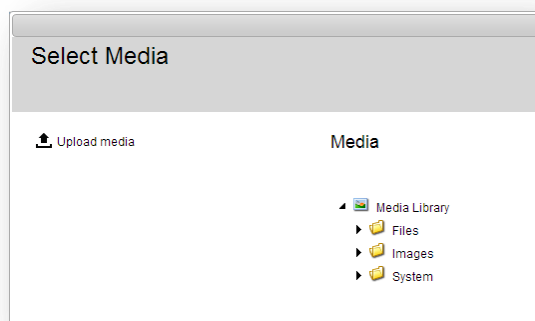 Select Media
Upload media
Media
Media Library
Files
Images
System